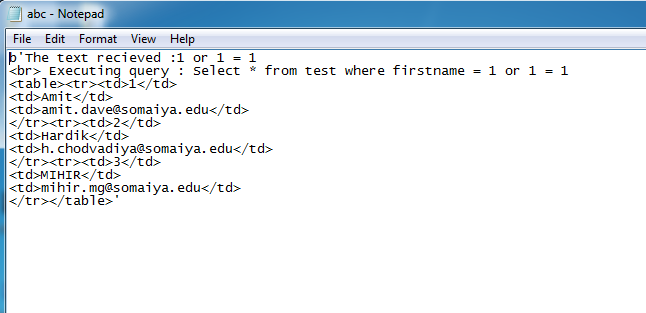 abc - Notepad
File Edit Format View Help
b'The text recieved :1 or 1 = 1
<br> Executing query : Select * from test where firstname = 1 or 1 = 1
<table><tr><td>1</td>
<td>Amit</td>
<td>amit.dave@somaiya.edu</td>
</tr><tr><td>2</td>
<td>Hardik</td>
<td>h.chodvadiya@somaiya.edu</td>
</tr><tr><td>3</td>
<td>MIHIR</td>
<td>mihir.mg@somaiya.edu</td>
</tr></table>'